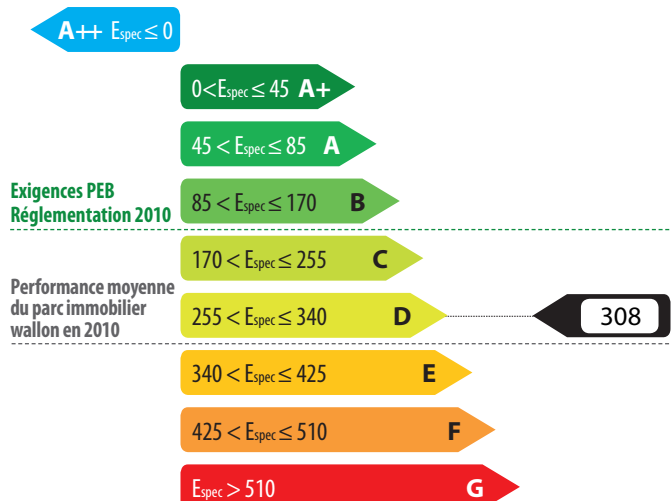 A++ Espec ≤ 0
0<Espec ≤ 45 A+
45 < Espec ≤ 85 A
Exigences PEB
Réglementation 2010
85 < Espec ≤ 170 B
170 < Espec ≤ 255 C
Performance moyenne
du parc immobilier
wallon en 2010
255 < Espec ≤ 340 D
308
340 < Espec ≤ 425 E
425 < Espec ≤ 510 F
Espec > 510 G